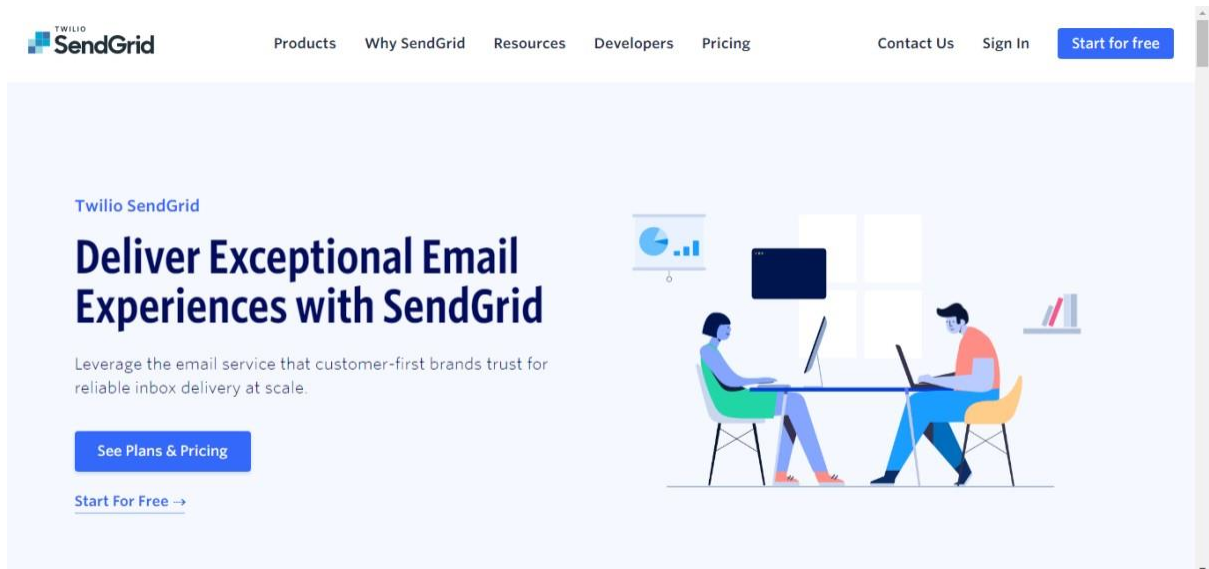 TWILIO
SendGrid
Products Why SendGrid Resources Developers Pricing Contact Us Sign In Start for free
Twilio SendGrid
Deliver Exceptional Email
Experiences with SendGrid
Leverage the email service that customer-first brands trust for
reliable inbox delivery at scale.
See Plans & Pricing
Start For Free →